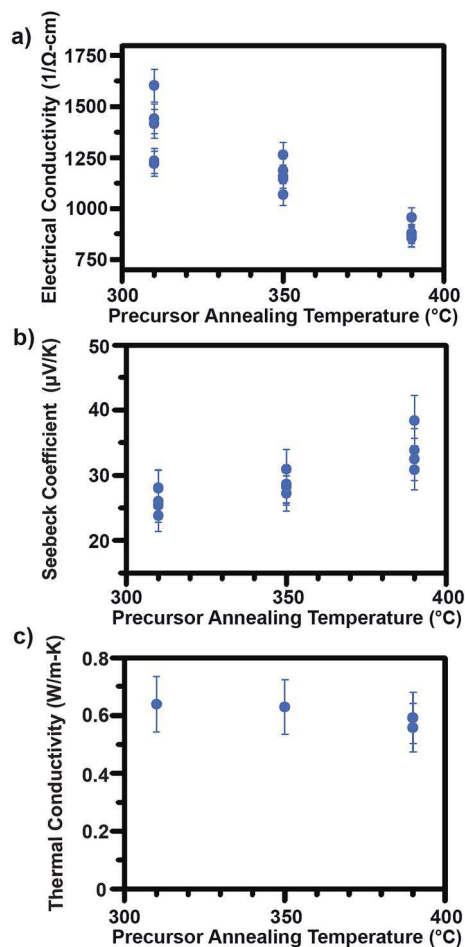 a)
Electrical Conductivity (1/Ω-cm)
1750
1500
1250
1000
750
300
350
400
Precursor Annealing Temperature (°C)
b)
Seebeck Coefficient (µV/K)
50
40
30
20
300
350
400
Precursor Annealing Temperature (°C)
c)
Thermal Conductivity (W/m-K)
0.8
0.6
0.4
0.2
0
300
350
400
Precursor Annealing Temperature (°C)